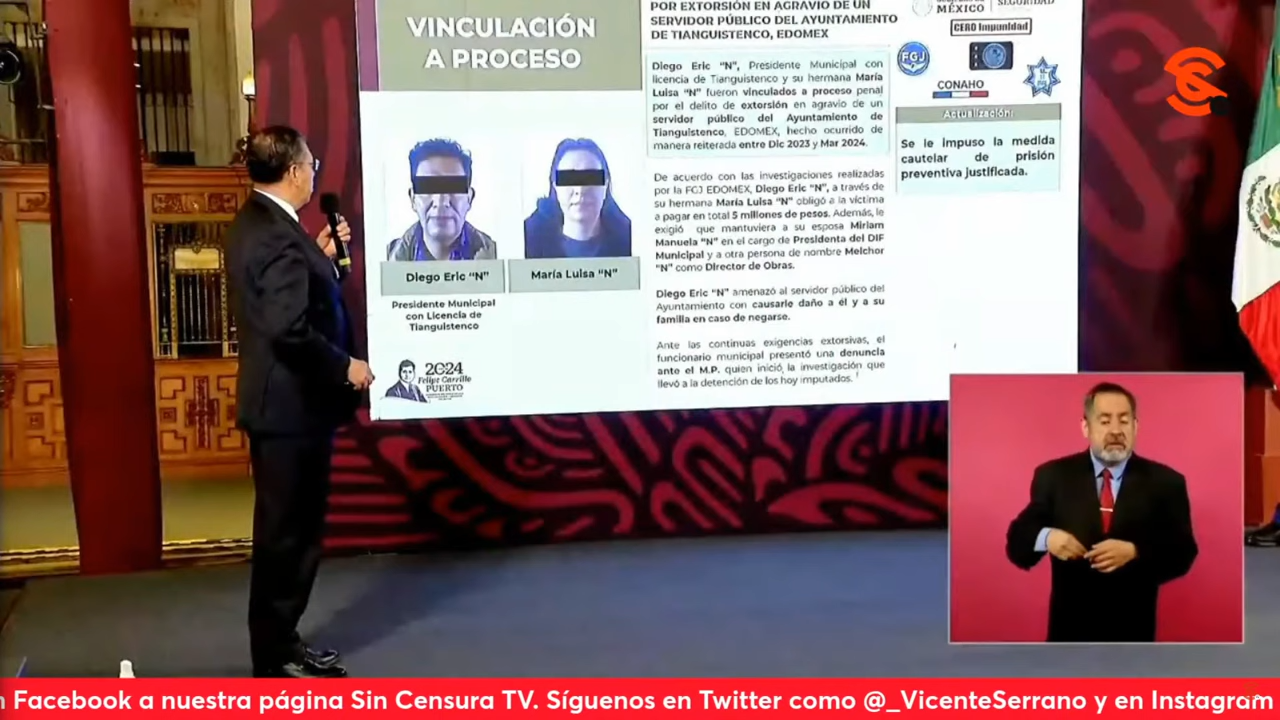 VINCULACIÓN
A PROCESO
POR EXTORSIÓN EN AGRAVIO DE UN
SERVIDOR PÚBLICO DEL AYUNTAMIENTO
DE TIANGUISTENCO, EDOMEX
Diego Eric "N", Presidente Municipal con
licencia de Tianguistenco y su hermana María
Luisa "N" fueron vinculados a proceso penal
por el delito de extorsión en agravio de un
servidor público del Ayuntamiento de
Tianguistenco, EDOMEX, hecho ocurrido de
manera reiterada entre Dic 2023 y Mar 2024.
De acuerdo con las investigaciones realizadas
por la FGJ EDOMEX, Diego Eric "N", a través de
su hermana María Luisa "N" obligó a la víctima
a pagar en total 5 millones de pesos. Además, le
exigió que mantuviera a su esposa Miriam
Manuela "N" en el cargo de Presidenta del DIF
Municipal y a otra persona de nombre Melchor
"N" como Director de Obras.
Diego Eric "N" amenazó al servidor público del
Ayuntamiento con causarle daño a él y a su
familia en caso de negarse.
Ante las continuas exigencias extorsivas, el
funcionario municipal presentó una denuncia
ante el M.P. quien inició la investigación que
llevó a la detención de los hoy imputados.
MÉXICO
SEGURIDAD
CERO Impunidad
FGJ
CONAHO
Actualización:
Se le impuso la medida
cautelar de prisión
preventiva justificada.
Diego Eric "N"
María Luisa "N"
Presidente Municipal
con Licencia de
Tianguistenco
2024
Felipe Carrillo
PUERTO
n Facebook a nuestra página Sin Censura TV. Síguenos en Twitter como @_VicenteSerrano y en Instagram